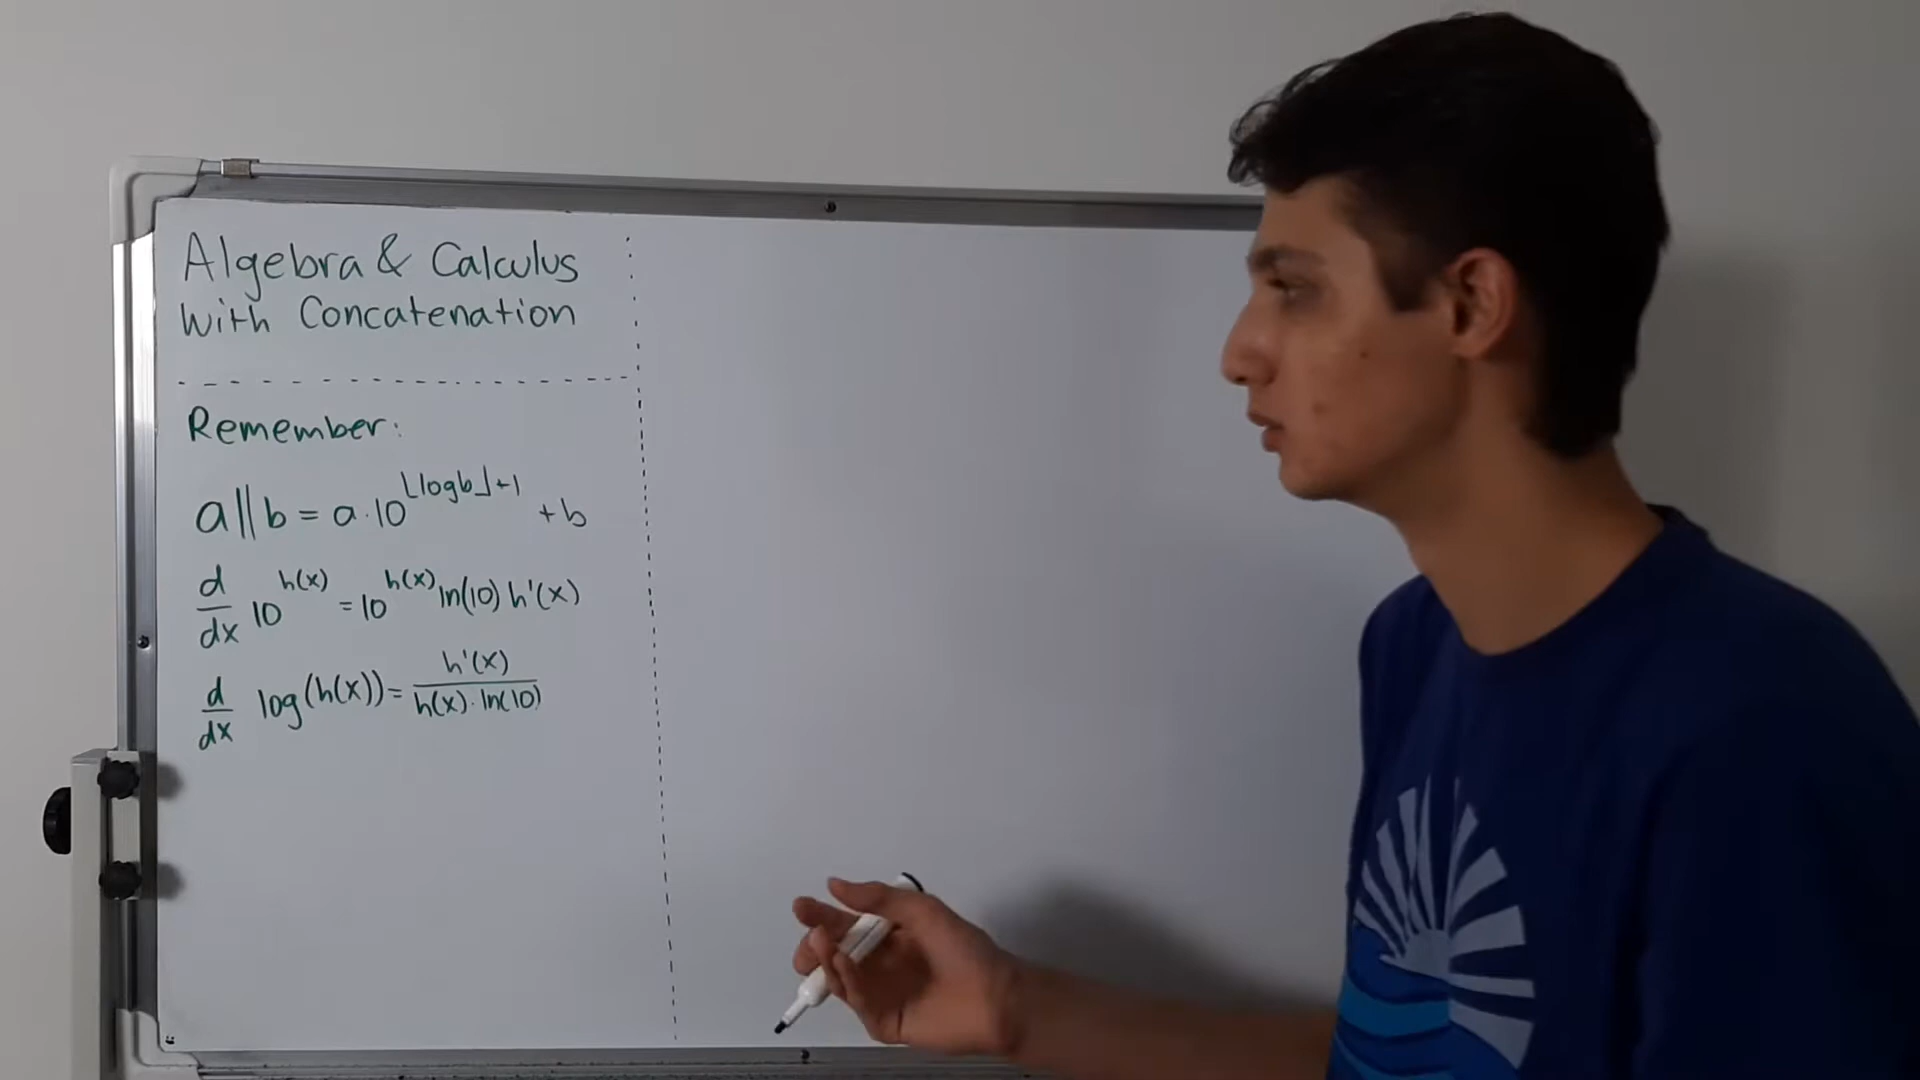 Algebra & Calculus
With Concatenation
Remember:
a||b = a·10^(⌊logb⌋+1) + b
d/dx 10^(h(x)) = 10^(h(x)) ln(10) h'(x)
d/dx log(h(x)) = h'(x)/(h(x)·ln(10))